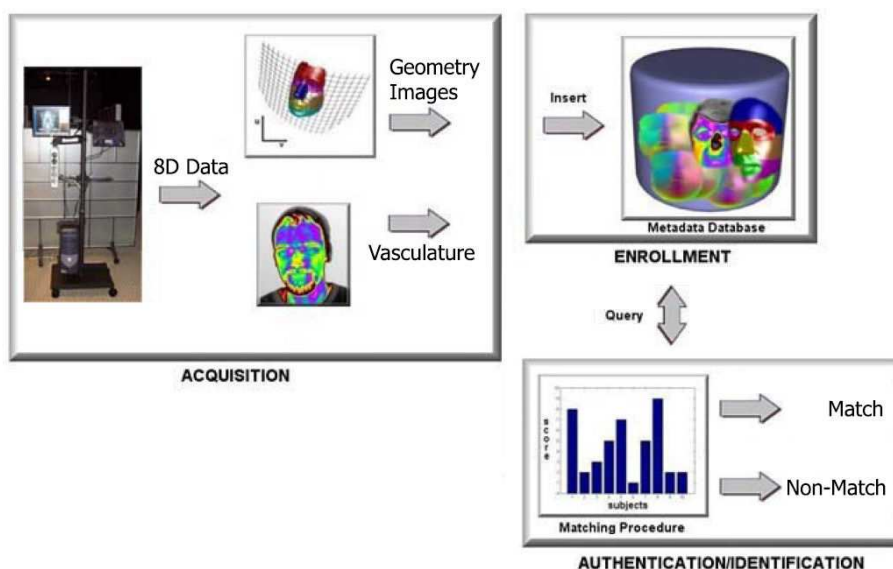 8D Data
u
v
Geometry
Images
Vasculature
ACQUISITION
Insert
Metadata Database
ENROLLMENT
Query
score
subjects
Matching Procedure
Match
Non-Match
AUTHENTICATION/IDENTIFICATION